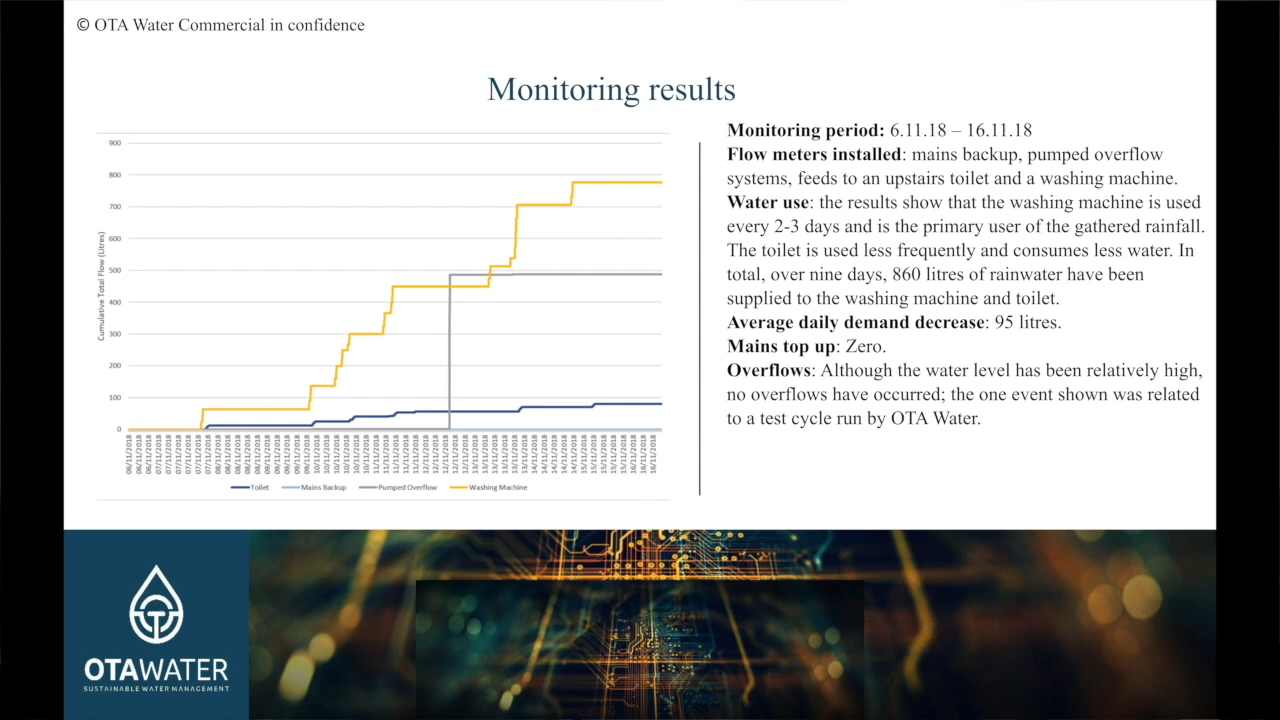 © OTA Water Commercial in confidence
Monitoring results
Monitoring period: 6.11.18 – 16.11.18
Flow meters installed: mains backup, pumped overflow
systems, feeds to an upstairs toilet and a washing machine.
Water use: the results show that the washing machine is used
every 2-3 days and is the primary user of the gathered rainfall.
The toilet is used less frequently and consumes less water. In
total, over nine days, 860 litres of rainwater have been
supplied to the washing machine and toilet.
Average daily demand decrease: 95 litres.
Mains top up: Zero.
Overflows: Although the water level has been relatively high,
no overflows have occurred; the one event shown was related
to a test cycle run by OTA Water.
Cumulative Total Flow (Litres)
900
800
700
600
500
400
300
200
100
0
Toilet Mains Backup Pumped Overflow Washing Machine
OTAWATER
SUSTAINABLE WATER MANAGEMENT